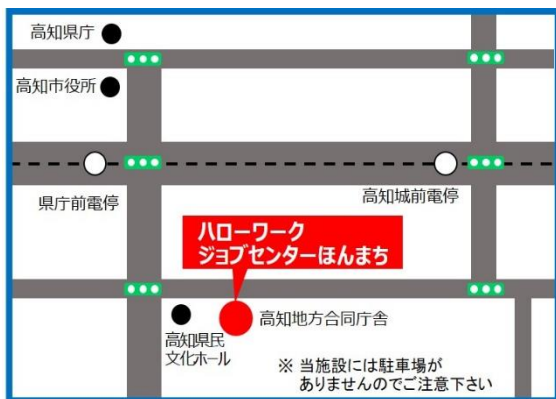 高知県庁
高知市役所
県庁前電停
高知城前電停
ハローワーク
ジョブセンターほんまち
高知地方合同庁舎
高知県民
文化ホール
※ 当施設には駐車場が
ありませんのでご注意下さい